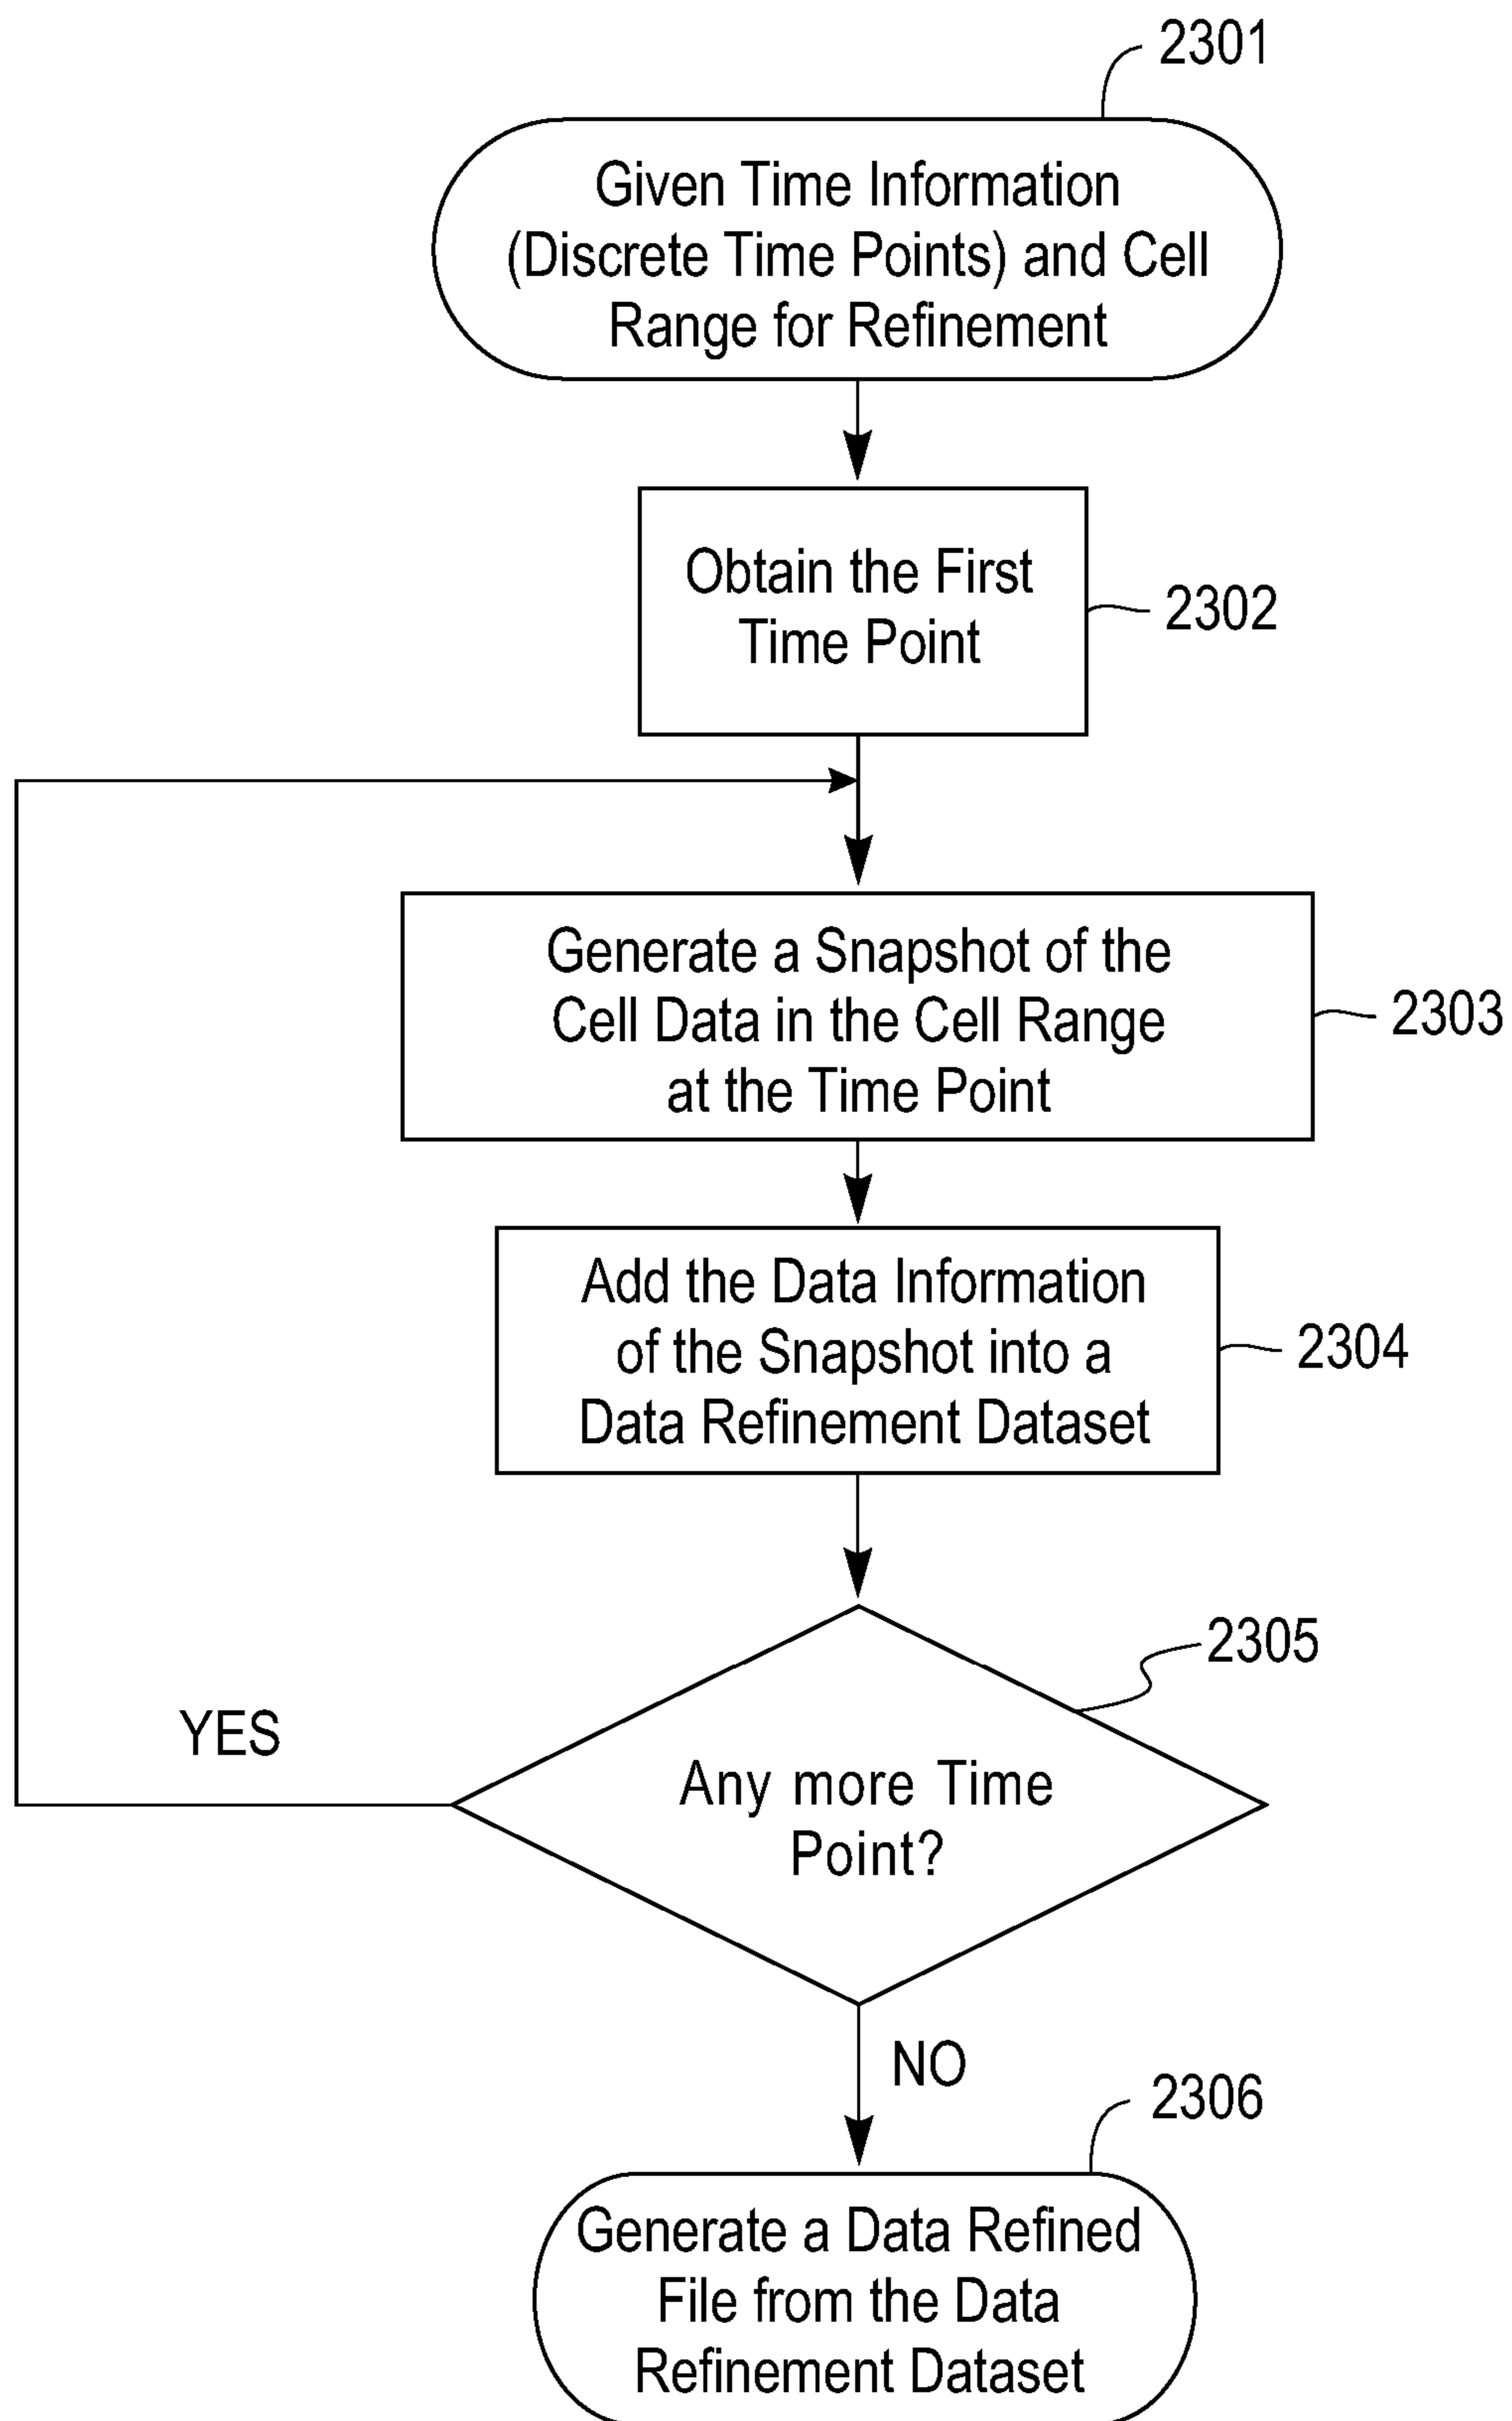 2301
Given Time Information
(Discrete Time Points) and Cell
Range for Refinement
Obtain the First
Time Point
2302
Generate a Snapshot of the
Cell Data in the Cell Range
at the Time Point
2303
Add the Data Information
of the Snapshot into a
Data Refinement Dataset
2304
2305
YES
Any more Time
Point?
NO
2306
Generate a Data Refined
File from the Data
Refinement Dataset